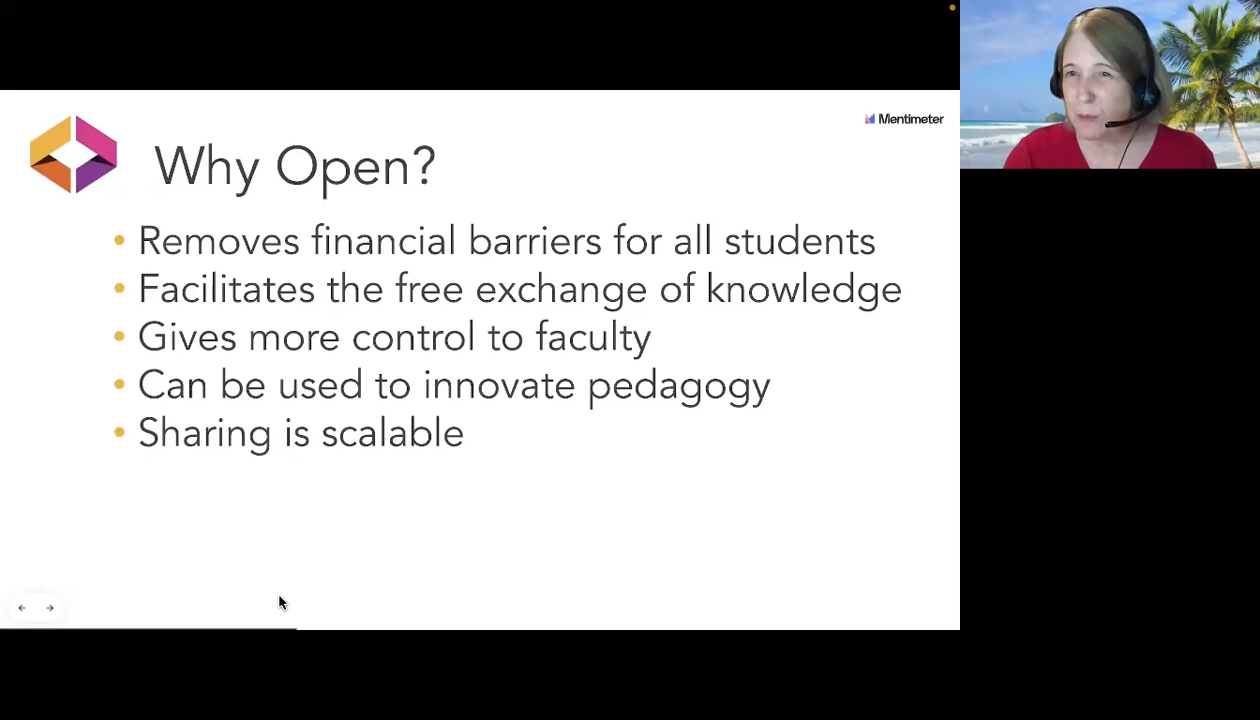 Mentimeter
Why Open?
• Removes financial barriers for all students
• Facilitates the free exchange of knowledge
• Gives more control to faculty
• Can be used to innovate pedagogy
• Sharing is scalable